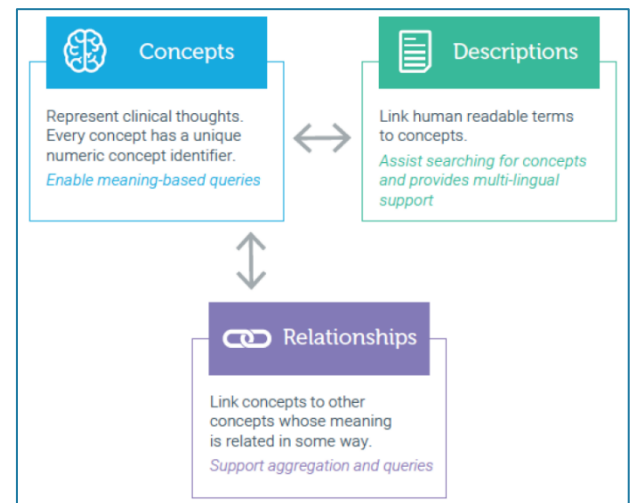 Concepts
Represent clinical thoughts.
Every concept has a unique
numeric concept identifier.
Enable meaning-based queries
Descriptions
Link human readable terms
to concepts.
Assist searching for concepts
and provides multi-lingual
support
Relationships
Link concepts to other
concepts whose meaning
is related in some way.
Support aggregation and queries